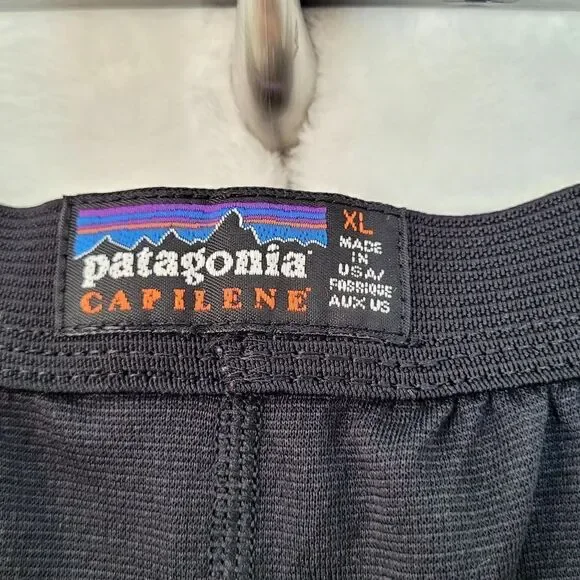 patagonia
CAPILENE
XL
MADE
IN
USA/
FABRIQUE
AUX US